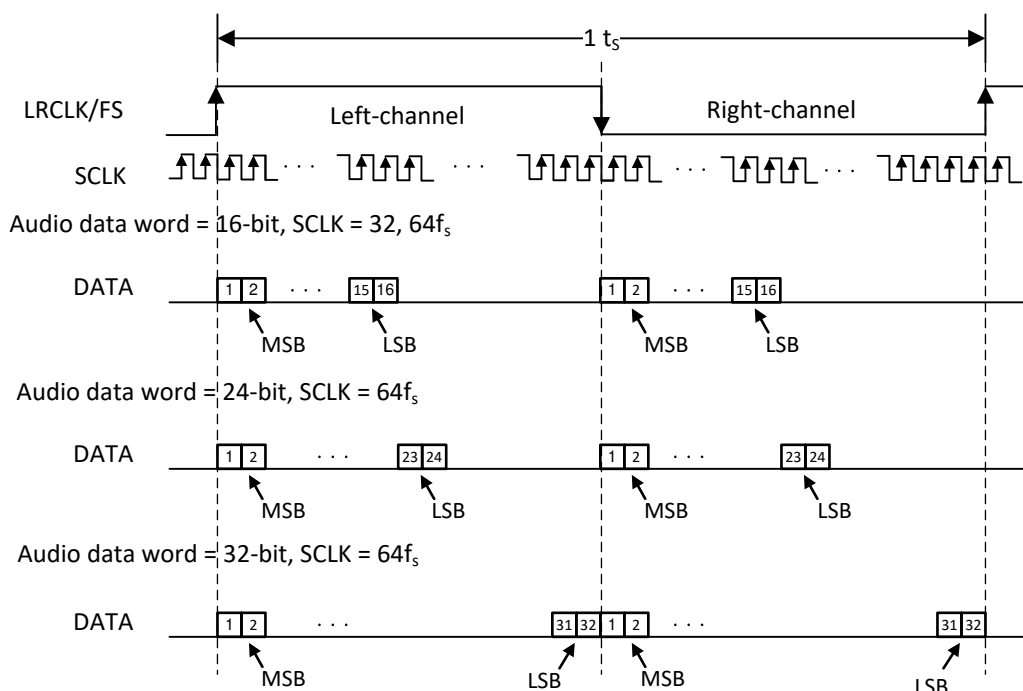 1 tS
LRCLK/FS
Left-channel
Right-channel
SCLK
. . .
. . .
. . .
. . .
Audio data word = 16-bit, SCLK = 32, 64fs
DATA
1 2 . . . 15 16 1 2 . . . 15 16
MSB LSB MSB LSB
Audio data word = 24-bit, SCLK = 64fs
DATA
1 2 . . . 23 24 1 2 . . . 23 24
MSB LSB MSB LSB
Audio data word = 32-bit, SCLK = 64fs
DATA
1 2 . . . 31 32 1 2 . . . 31 32
MSB LSB MSB LSB